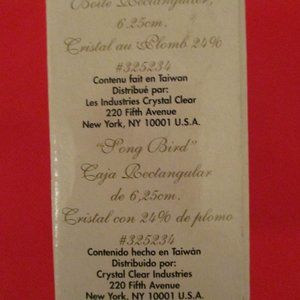 Boîte Rectangulier,
6.25cm.
Cristal au Plomb 24%
#325234
Contenu fait en Taiwan
Distribué par:
Les Industries Crystal Clear
220 Fifth Avenue
New York, NY 10001 U.S.A.
"Song Bird"
Caja Rectangular
de 6,25cm.
Cristal con 24% de plomo
#325234
Contenido hecho en Taiwán
Distribuido por:
Crystal Clear Industries
220 Fifth Avenue
New York, NY 10001 U.S.A.